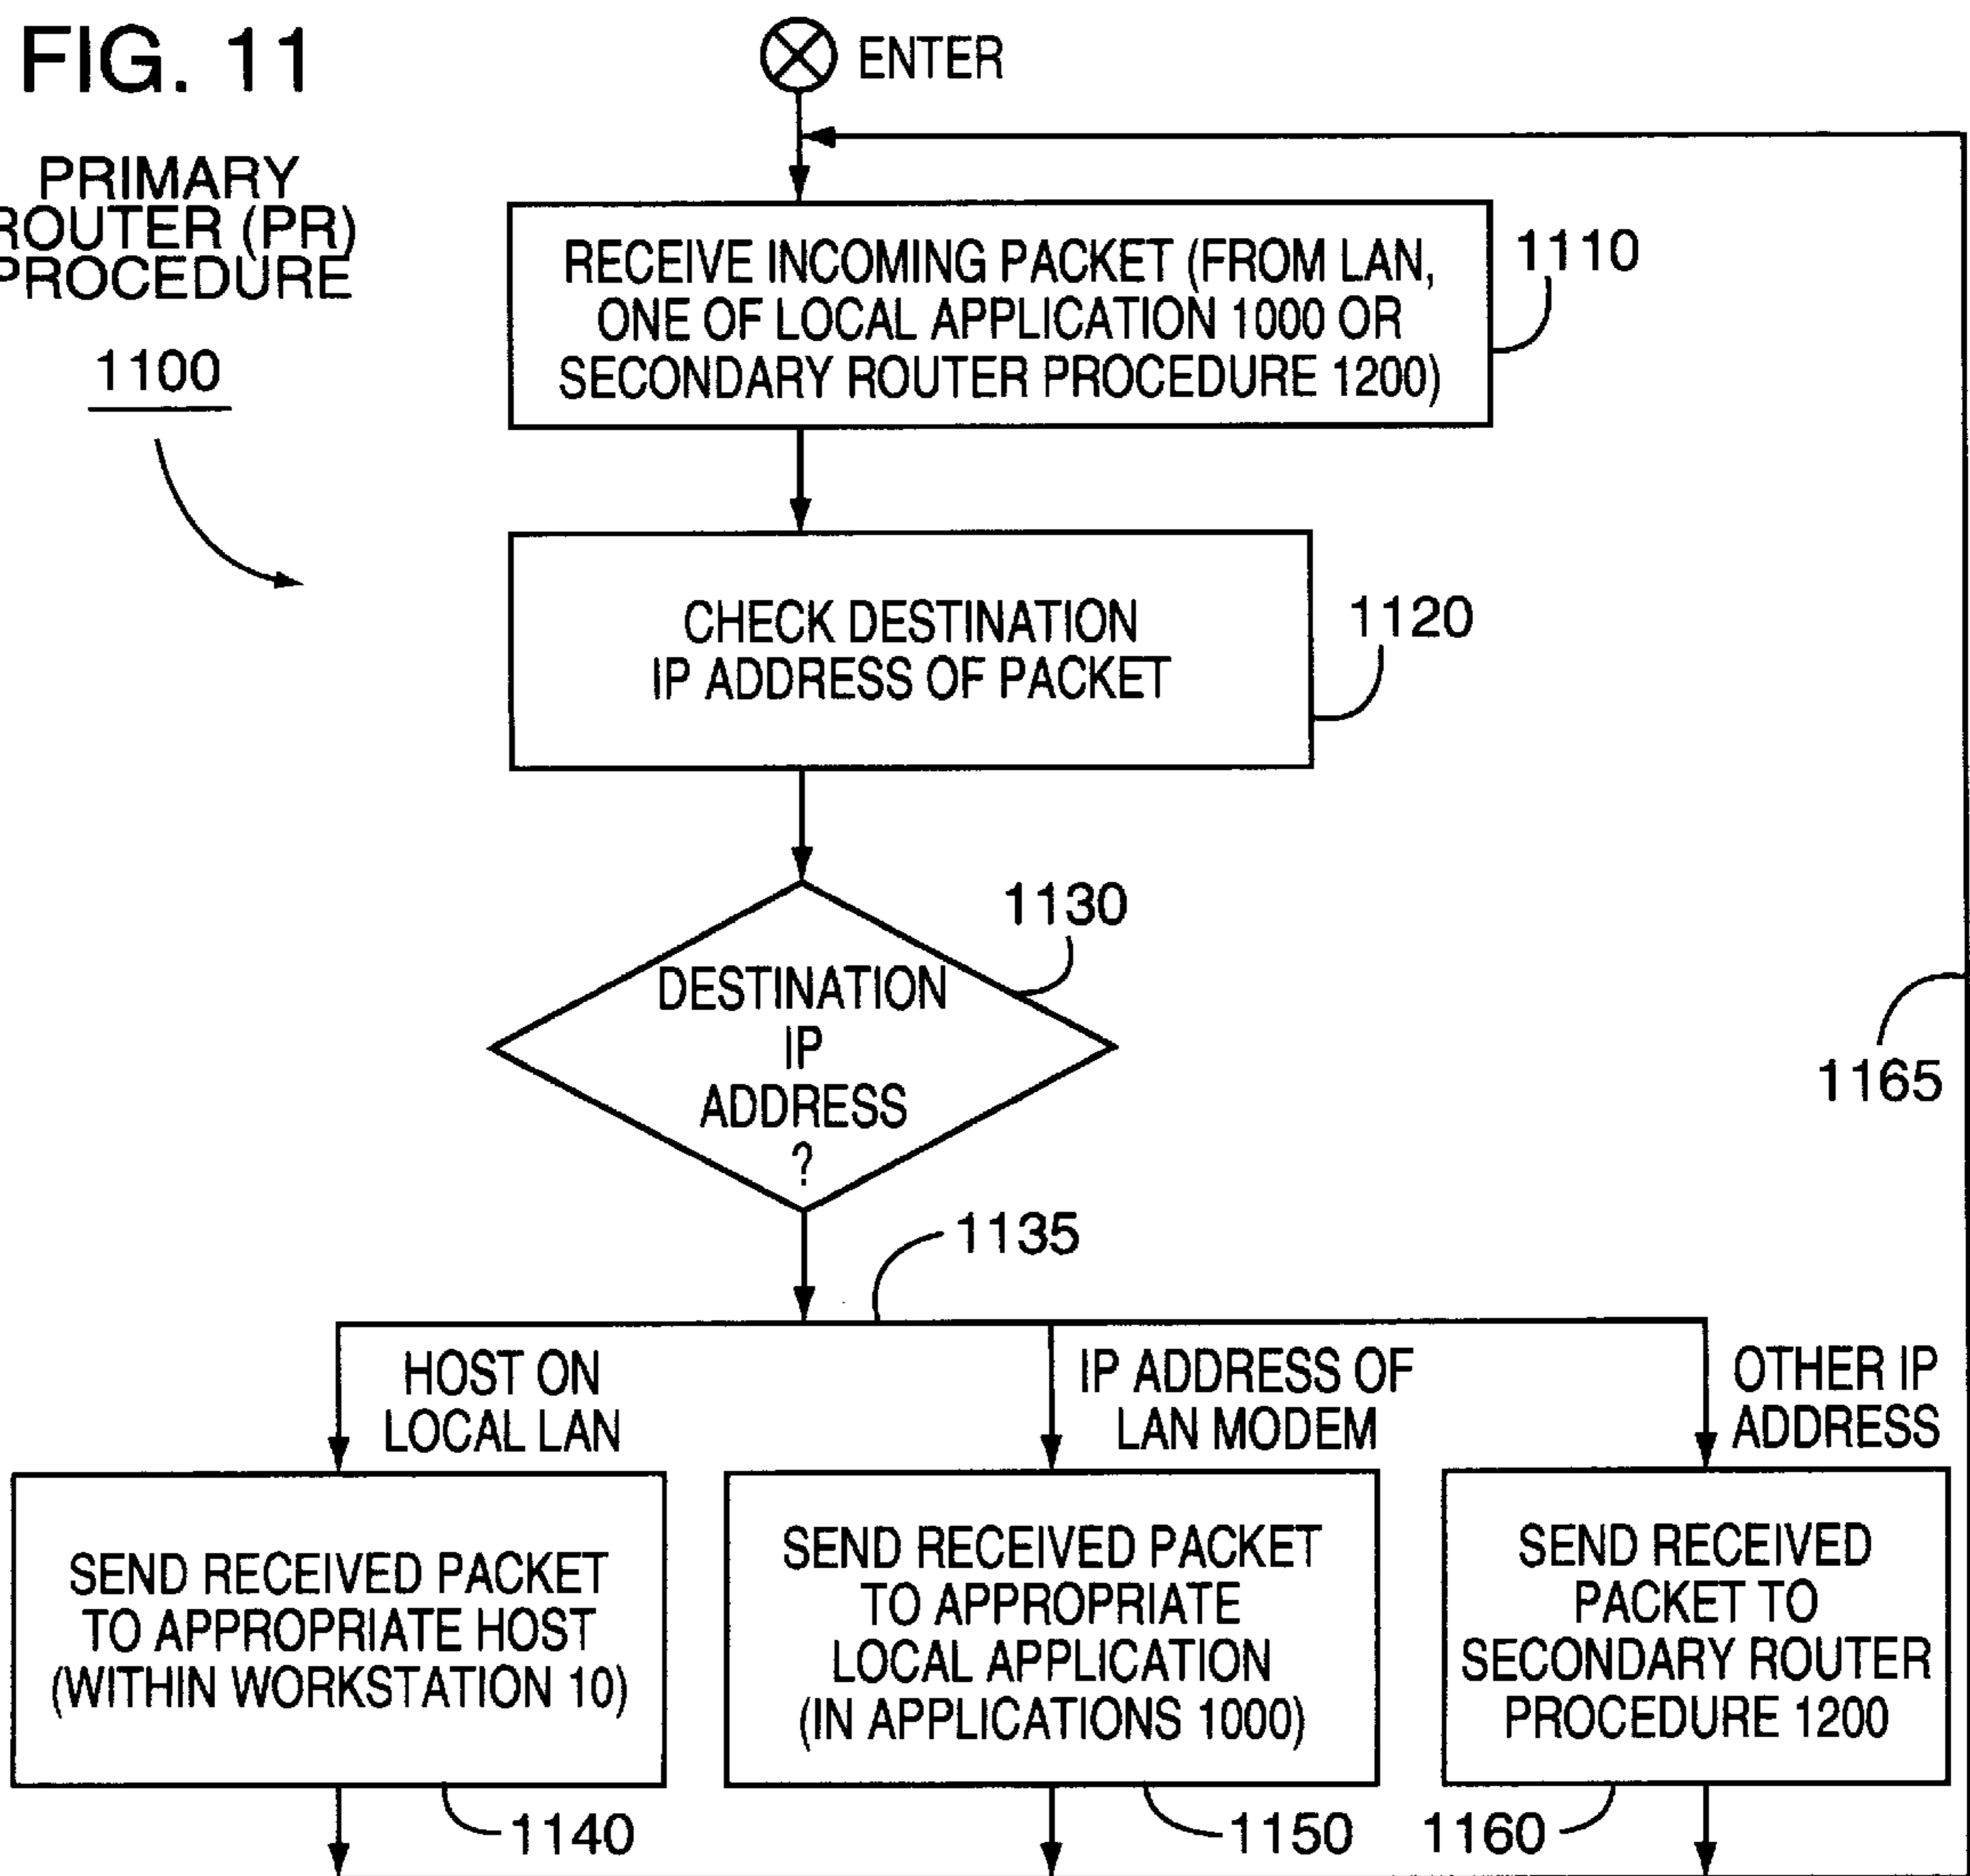 FIG. 11
ENTER
PRIMARY
ROUTER (PR)
PROCEDURE
1100
RECEIVE INCOMING PACKET (FROM LAN,
ONE OF LOCAL APPLICATION 1000 OR
SECONDARY ROUTER PROCEDURE 1200)
1110
CHECK DESTINATION
IP ADDRESS OF PACKET
1120
DESTINATION
IP
ADDRESS
?
1130
1165
1135
HOST ON
LOCAL LAN
IP ADDRESS OF
LAN MODEM
OTHER IP
ADDRESS
SEND RECEIVED PACKET
TO APPROPRIATE HOST
(WITHIN WORKSTATION 10)
SEND RECEIVED PACKET
TO APPROPRIATE
LOCAL APPLICATION
(IN APPLICATIONS 1000)
SEND RECEIVED
PACKET TO
SECONDARY ROUTER
PROCEDURE 1200
1140
1150
1160